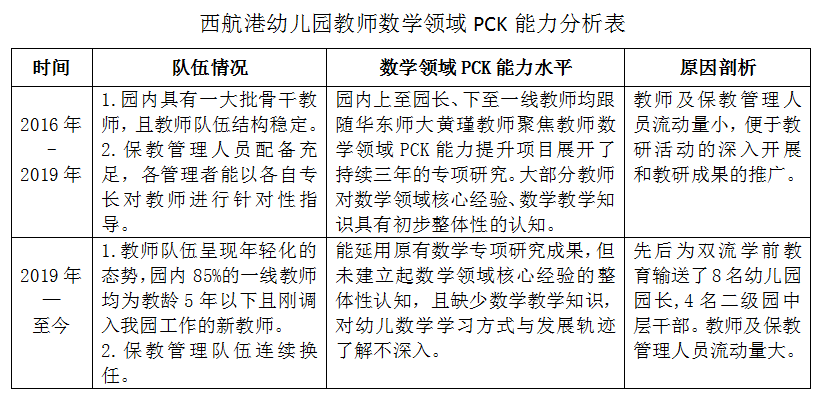 西航港幼儿园教师数学领域 PCK 能力分析表
时间
队伍情况
数学领域 PCK 能力水平
原因剖析
2016 年
–
2019 年
1.园内具有一大批骨干教
师，且教师队伍结构稳定。
2.保教管理人员配备充
足，各管理者能以各自专
长对教师进行针对性指
导。
园内上至园长、下至一线教师均跟
随华东师大黄瑾教师聚焦教师数
学领域 PCK 能力提升项目展开了
持续三年的专项研究。大部分教师
对数学领域核心经验、数学教学知
识具有初步整体性的认知。
教师及保教管理人
员流动量小，便于教
研活动的深入开展
和教研成果的推广。
2019 年
—
至今
1.教师队伍呈现年轻化的
态势，园内 85%的一线教师
均为教龄 5 年以下且刚调
入我园工作的新教师。
2.保教管理队伍连续换
任。
能延用原有数学专项研究成果，但
未建立起数学领域核心经验的整
体性认知，且缺少数学教学知识，
对幼儿数学学习方式与发展轨迹
了解不深入。
先后为双流学前教
育输送了 8 名幼儿园
园长，4 名二级园中
层干部。教师及保教
管理人员流动量大。